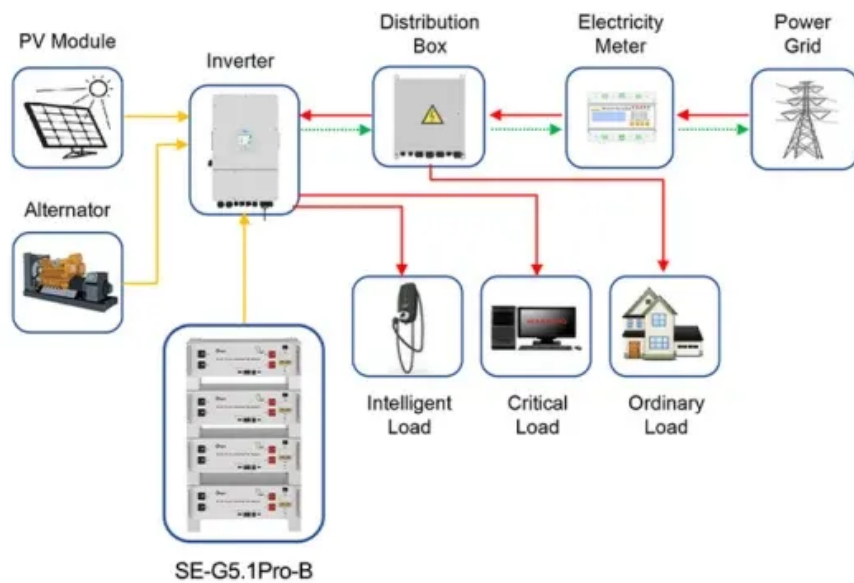 PV Module
Inverter
Distribution
Box
Electricity
Meter
Power
Grid
Alternator
Intelligent
Load
Critical
Load
Ordinary
Load
SE-G5.1Pro-B